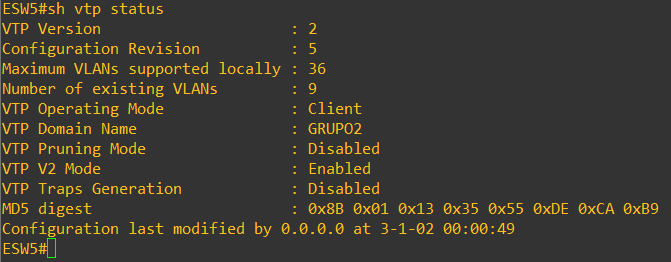 ESW5#sh vtp status
VTP Version                     : 2
Configuration Revision          : 5
Maximum VLANs supported locally : 36
Number of existing VLANs        : 9
VTP Operating Mode              : Client
VTP Domain Name                 : GRUPO2
VTP Pruning Mode                : Disabled
VTP V2 Mode                     : Enabled
VTP Traps Generation            : Disabled
MD5 digest                      : 0x8B 0x01 0x13 0x35 0x55 0xDE 0xCA 0xB9
Configuration last modified by 0.0.0.0 at 3-1-02 00:00:49
ESW5#